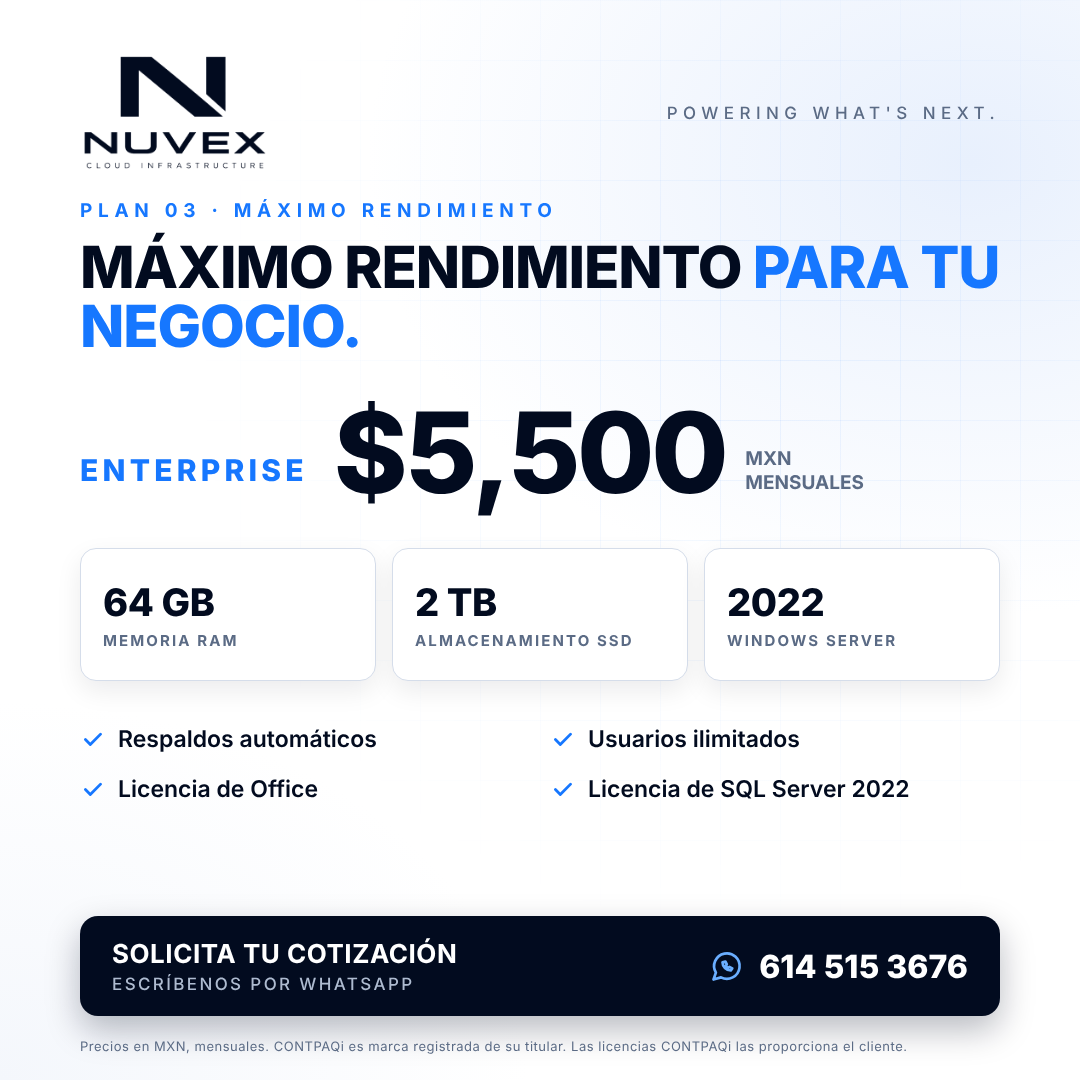 NUVEX
CLOUD INFRASTRUCTURE
POWERING WHAT'S NEXT.
PLAN 03 · MÁXIMO RENDIMIENTO
MÁXIMO RENDIMIENTO PARA TU
NEGOCIO.
ENTERPRISE $5,500 MXN
MENSUALES
64 GB
MEMORIA RAM
2 TB
ALMACENAMIENTO SSD
2022
WINDOWS SERVER
Respaldos automáticos
Usuarios ilimitados
Licencia de Office
Licencia de SQL Server 2022
SOLICITA TU COTIZACIÓN
ESCRÍBENOS POR WHATSAPP
614 515 3676
Precios en MXN, mensuales. CONTPAQi es marca registrada de su titular. Las licencias CONTPAQi las proporciona el cliente.